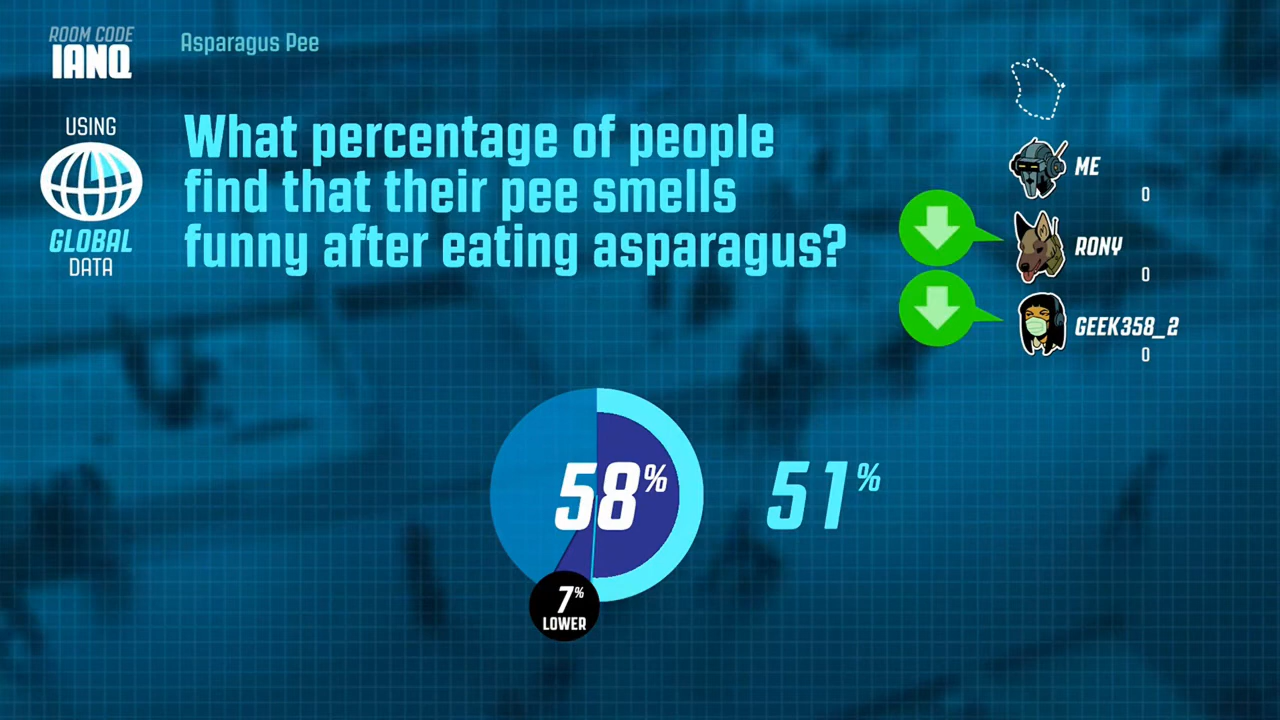 ROOM CODE
IANQ
Asparagus Pee
USING
GLOBAL
DATA
What percentage of people
find that their pee smells
funny after eating asparagus?
ME
0
RONY
0
GEEK358_2
0
58%
51%
7%
LOWER